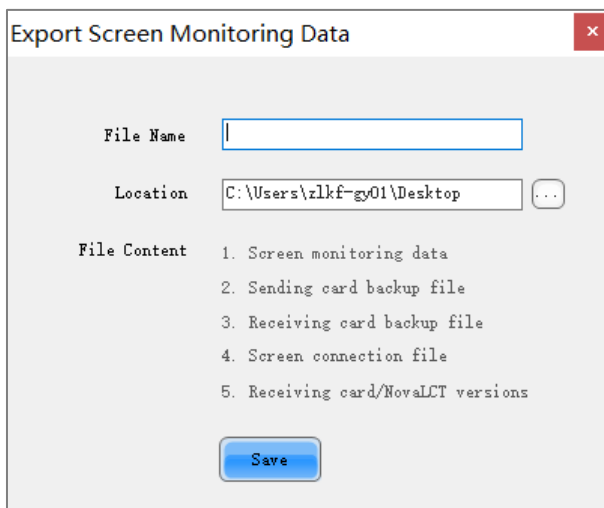 Export Screen Monitoring Data
×
File Name
Location C:\Users\zlkf-gy01\Desktop ...
File Content 1. Screen monitoring data
2. Sending card backup file
3. Receiving card backup file
4. Screen connection file
5. Receiving card/NovaLCT versions
Save